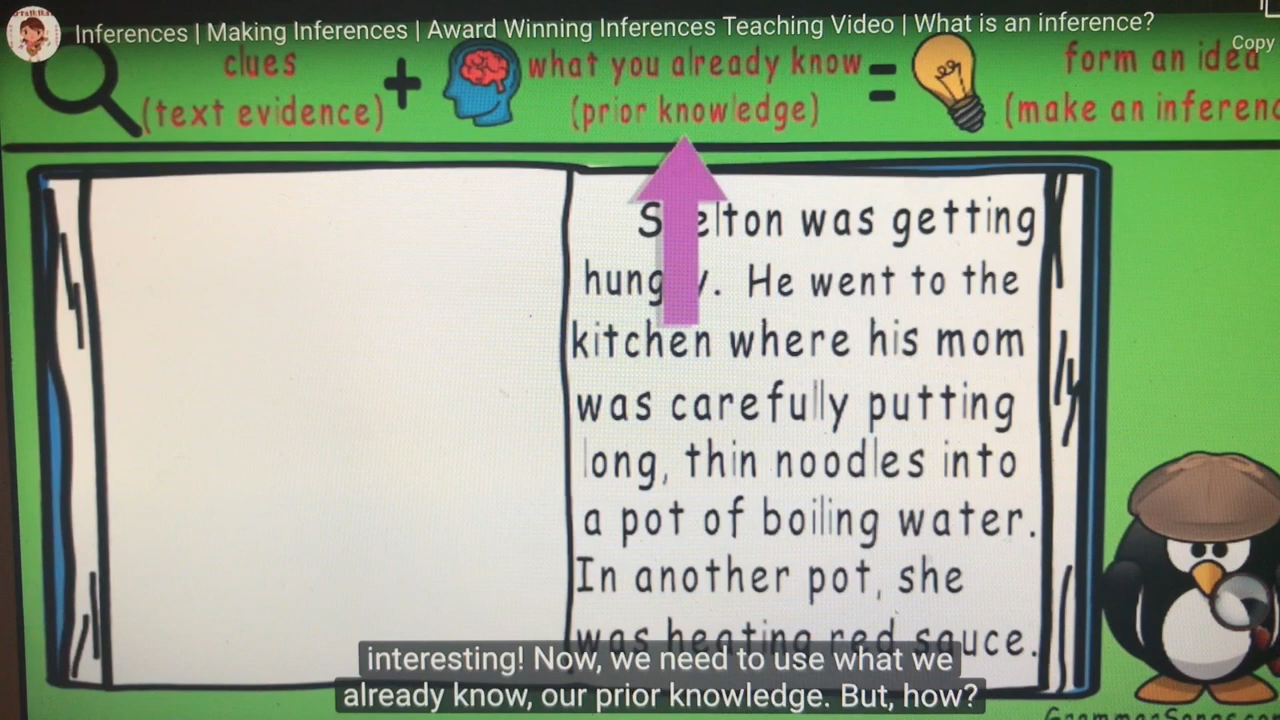 Inferences | Making Inferences | Award Winning Inferences Teaching Video | What is an inference?
Copy
clues
(text evidence)
+
what you already know
(prior knowledge)
=
form an idea
(make an inferenc
S elton was getting
hung y. He went to the
kitchen where his mom
was carefully putting
long, thin noodles into
a pot of boiling water.
In another pot, she
was heating red sauce.
interesting! Now, we need to use what we
already know, our prior knowledge. But, how?